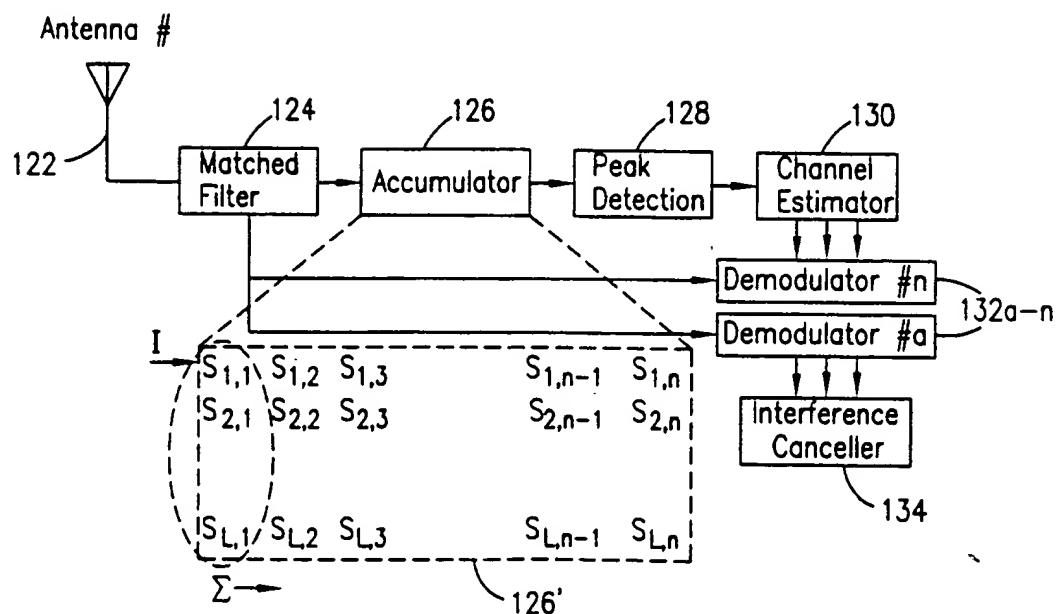 Antenna #
122
124
126
128
130
Matched
Filter
Accumulator
Peak
Detection
Channel
Estimator
Demodulator #n
Demodulator #a
132a-n
Interference
Canceller
134
I
S1,1 S1,2 S1,3 S1,n-1 S1,n
S2,1 S2,2 S2,3 S2,n-1 S2,n
SL,1 SL,2 SL,3 SL,n-1 SL,n
Σ
126'